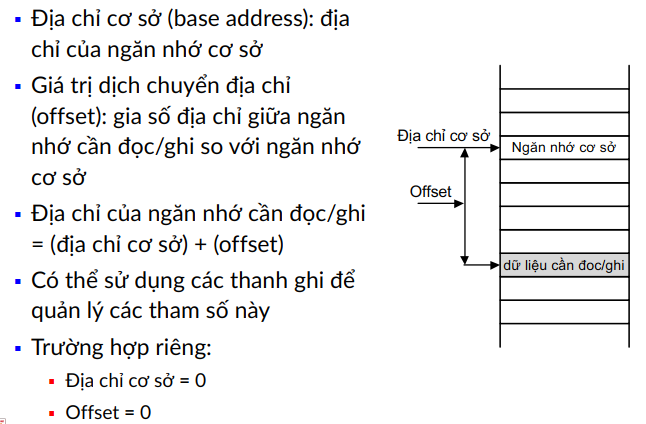 Địa chỉ cơ sở (base address): địa
chỉ của ngăn nhớ cơ sở
Giá trị dịch chuyển địa chỉ
(offset): gia số địa chỉ giữa ngăn
nhớ cần đọc/ghi so với ngăn nhớ
cơ sở
Địa chỉ của ngăn nhớ cần đọc/ghi
= (địa chỉ cơ sở) + (offset)
Có thể sử dụng các thanh ghi để
quản lý các tham số này
Trường hợp riêng:
Địa chỉ cơ sở = 0
Offset = 0
Địa chỉ cơ sở
Ngăn nhớ cơ sở
Offset
dữ liệu cần đoc/ghi